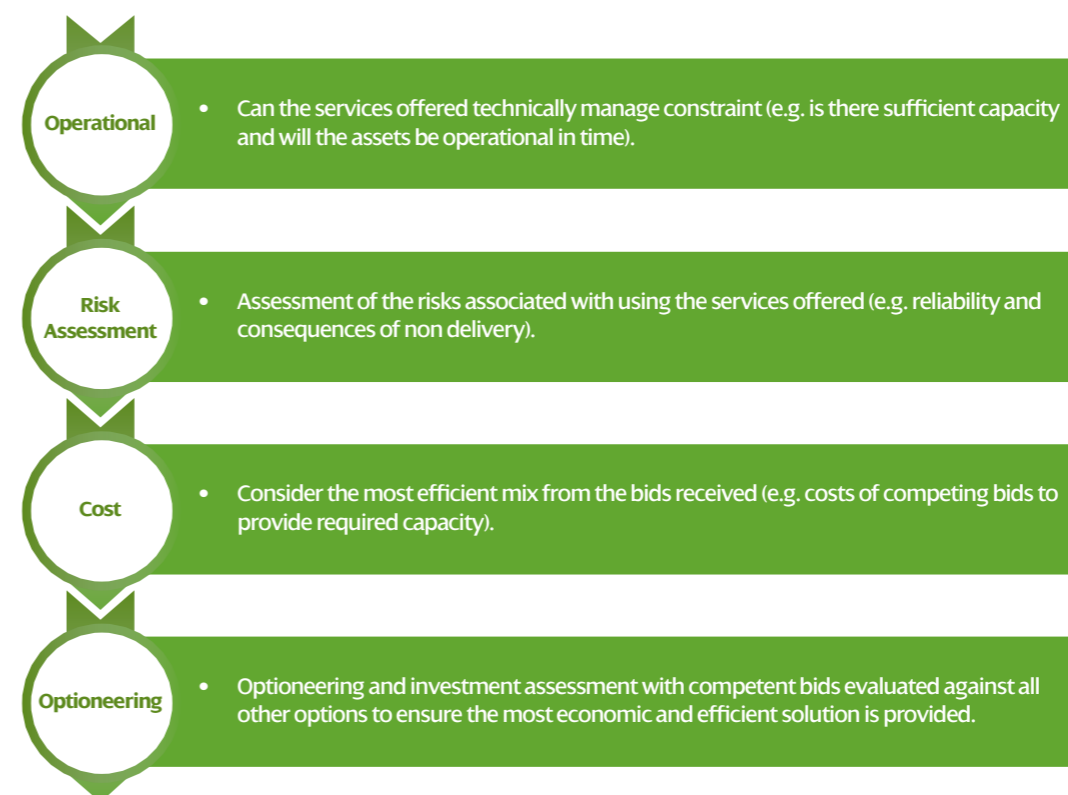 Operational
• Can the services offered technically manage constraint (e.g. is there sufficient capacity
and will the assets be operational in time).
Risk
Assessment
• Assessment of the risks associated with using the services offered (e.g. reliability and
consequences of non delivery).
Cost
• Consider the most efficient mix from the bids received (e.g. costs of competing bids to
provide required capacity).
Optioneering
• Optioneering and investment assessment with competent bids evaluated against all
other options to ensure the most economic and efficient solution is provided.